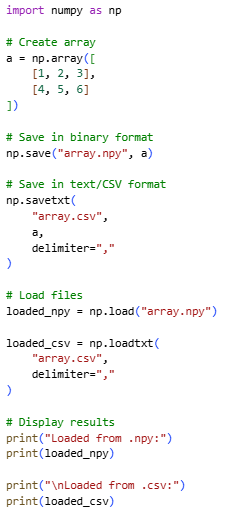 import numpy as np

# Create array
a = np.array([
    [1, 2, 3],
    [4, 5, 6]
])

# Save in binary format
np.save("array.npy", a)

# Save in text/CSV format
np.savetxt(
    "array.csv",
    a,
    delimiter=","
)

# Load files
loaded_npy = np.load("array.npy")

loaded_csv = np.loadtxt(
    "array.csv",
    delimiter=","
)

# Display results
print("Loaded from .npy:")
print(loaded_npy)

print("\nLoaded from .csv:")
print(loaded_csv)